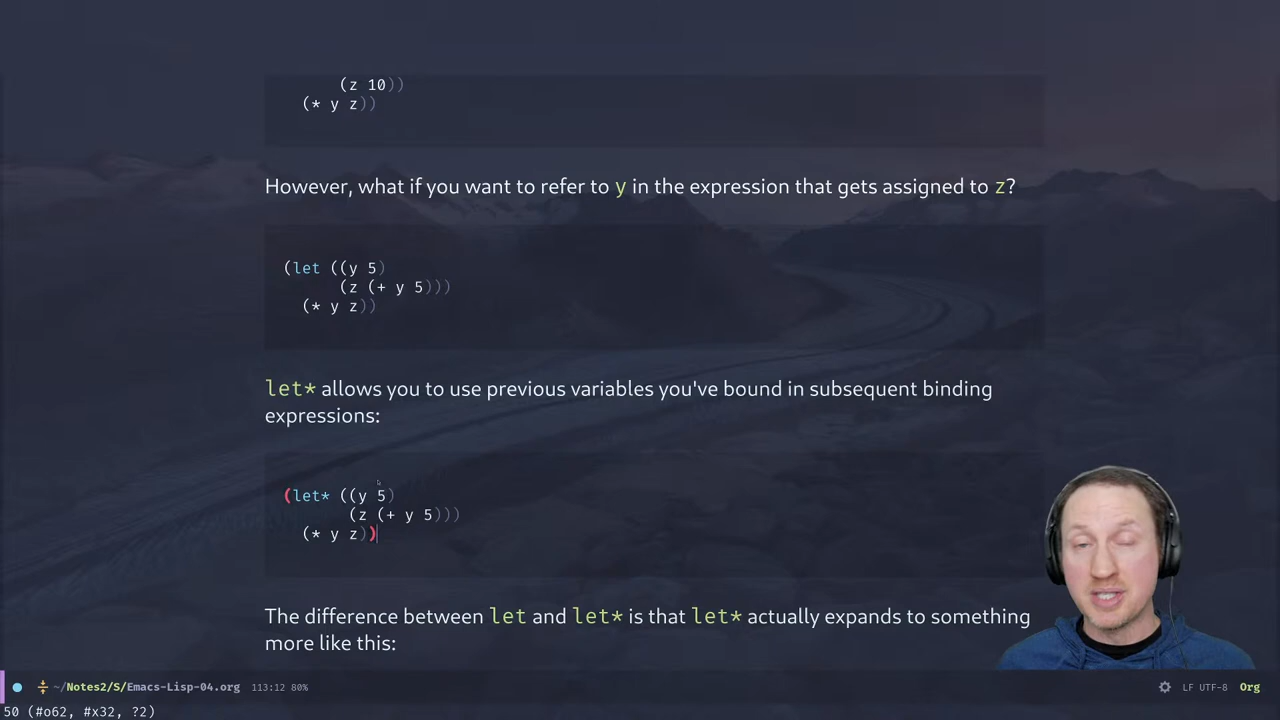 (z 10))
(* y z))
However, what if you want to refer to y in the expression that gets assigned to z?
(let ((y 5)
(z (+ y 5)))
(* y z))
let* allows you to use previous variables you've bound in subsequent binding
expressions:
(let* ((y 5)
(z (+ y 5)))
(* y z))
The difference between let and let* is that let* actually expands to something
more like this:
~/Notes2/S/Emacs-Lisp-04.org 113:12 80% LF UTF-8 Org
50 (#o62, #x32, ?2)